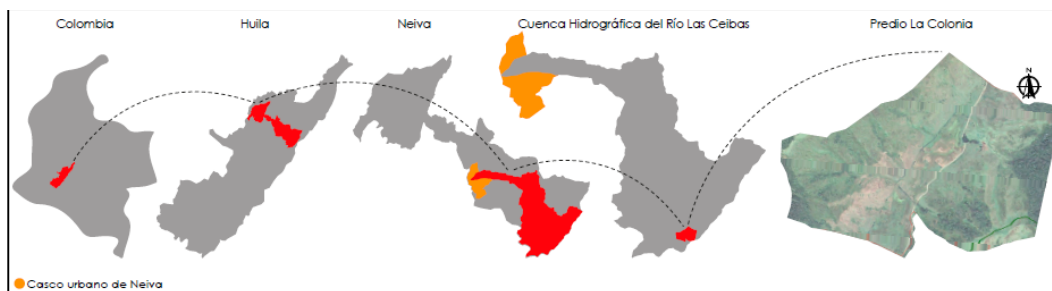 Colombia
Huila
Neiva
Cuenca Hidrográfica del Río Las Ceibas
Predio La Colonia
N
Casco urbano de Neiva